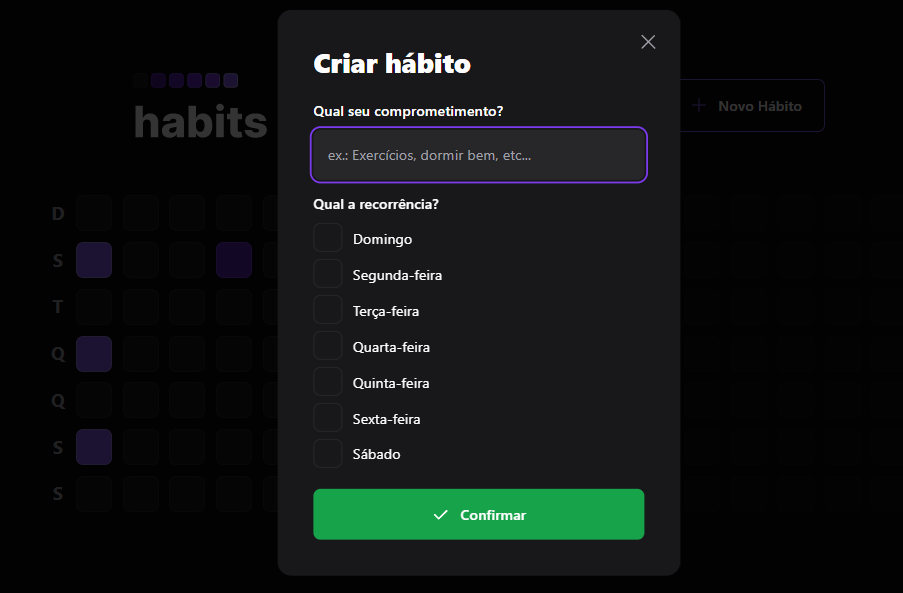 Criar hábito
habits
Novo Hábito
Qual seu comprometimento?
ex.: Exercícios, dormir bem, etc...
Qual a recorrência?
D
Domingo
S
Segunda-feira
T
Terça-feira
Q
Quarta-feira
Q
Quinta-feira
S
Sexta-feira
S
Sábado
Confirmar